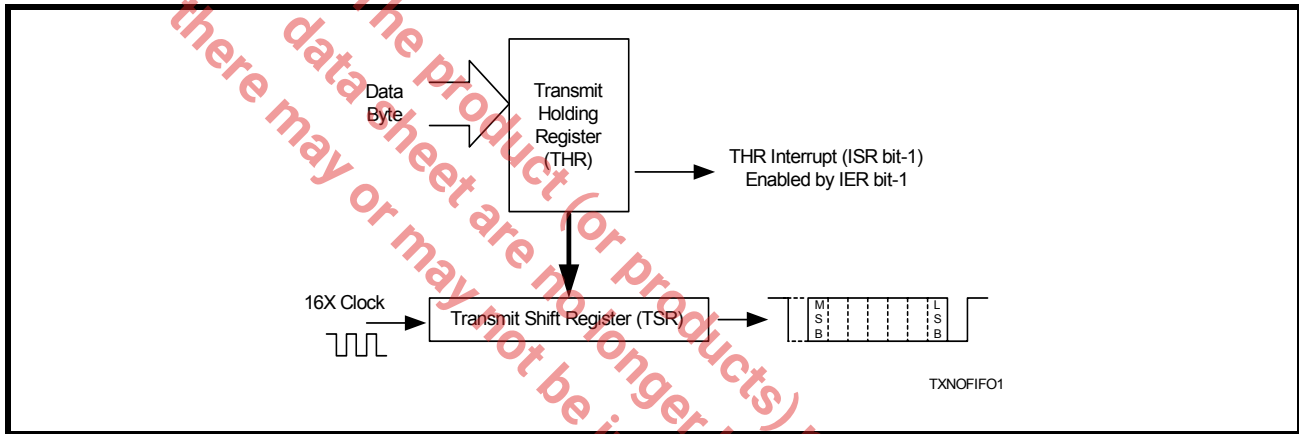 The product (or products)
data sheet are no longer
there may or may not be i
Data
Byte
Transmit
Holding
Register
(THR)
THR Interrupt (ISR bit-1)
Enabled by IER bit-1
16X Clock
Transmit Shift Register (TSR)
M
S
B
L
S
B
TXNOFIFO1